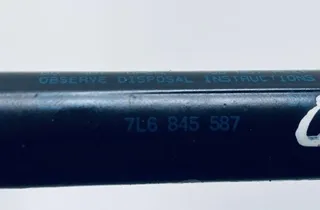 OBSERVE DISPOSAL INSTRUCTIONS
7L6 845 587